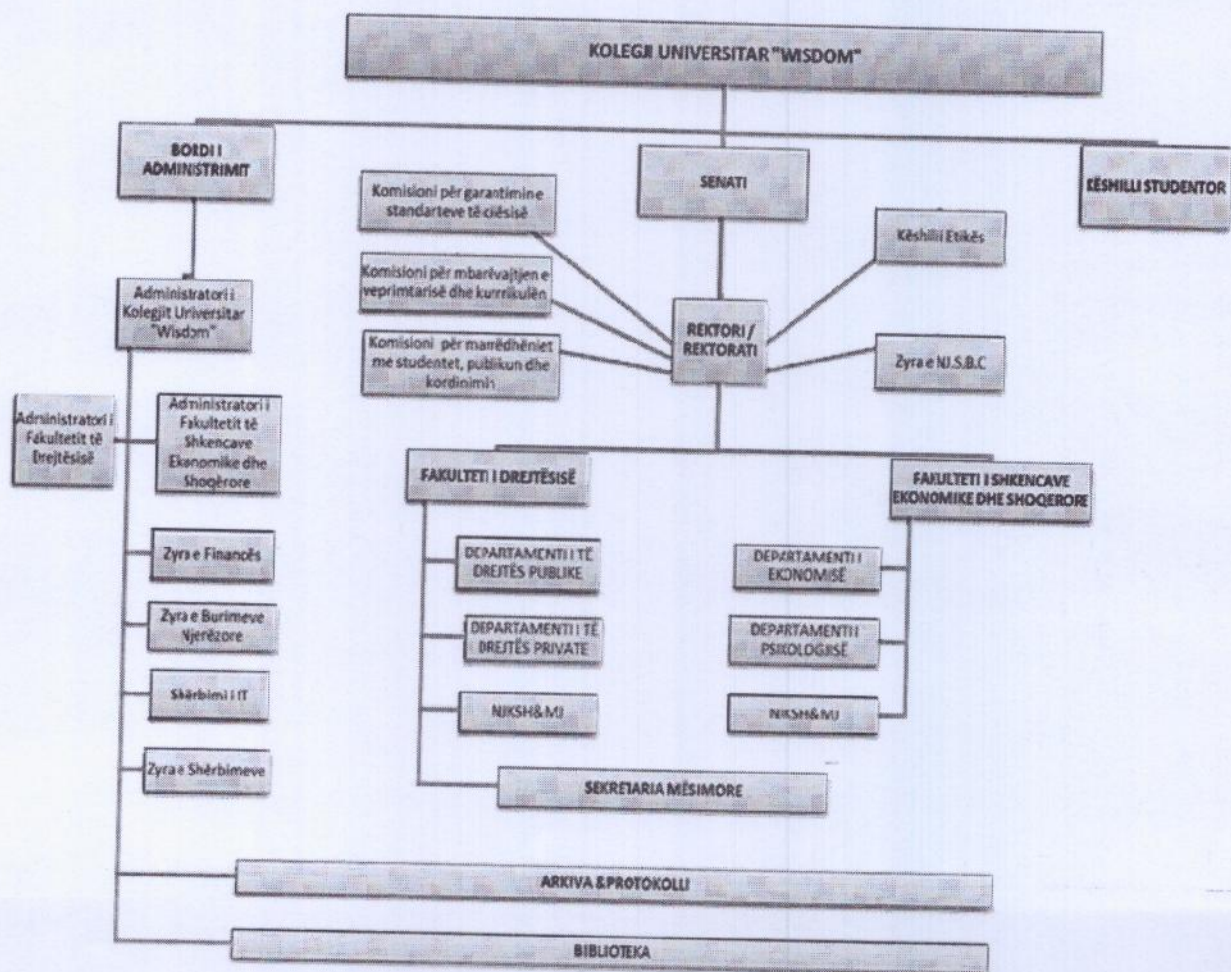 KOLEGJI UNIVERSITAR "WISDOM"
BORDI I
ADMINISTRIMIT
SENATI
KËSHILLI STUDENTOR
Komisioni për garantimin e
standarteve të cilësisë
Këshilli i Etikës
Komisioni për mbarëvajtjen e
veprimtarisë dhe kurrrikulën
Administratori i
Kolegjit Universitar
"Wisdom"
REKTORI /
REKTORATI
Komisioni për marrëdhëniet
me studentet, publikun dhe
kordinimin
Zyra e NJ.S.B.C
Administratori i
Fakultetit të
Drejtësisë
Administratori i
Fakultetit të
Shkencave
Ekonomike dhe
Shoqërore
FAKULTETI I DREJTËSISË
FAKULTETI I SHKENCAVE
EKONOMIKE DHE SHOQERORE
Zyra e Financës
DEPARTAMENTI I TË
DREJTËS PUBLIKE
DEPARTAMENTI I
EKONOMISË
Zyra e Burimeve
Njerëzore
DEPARTAMENTI I TË
DREJTËS PRIVATE
DEPARTAMENTI I
PSIKOLOGJISË
Shërbimi i IT
NJKSH&MJ
NJKSH&MJ
Zyra e Shërbimeve
SEKRETARIA MËSIMORE
ARKIVA &PROTOKOLLI
BIBLIOTEKA